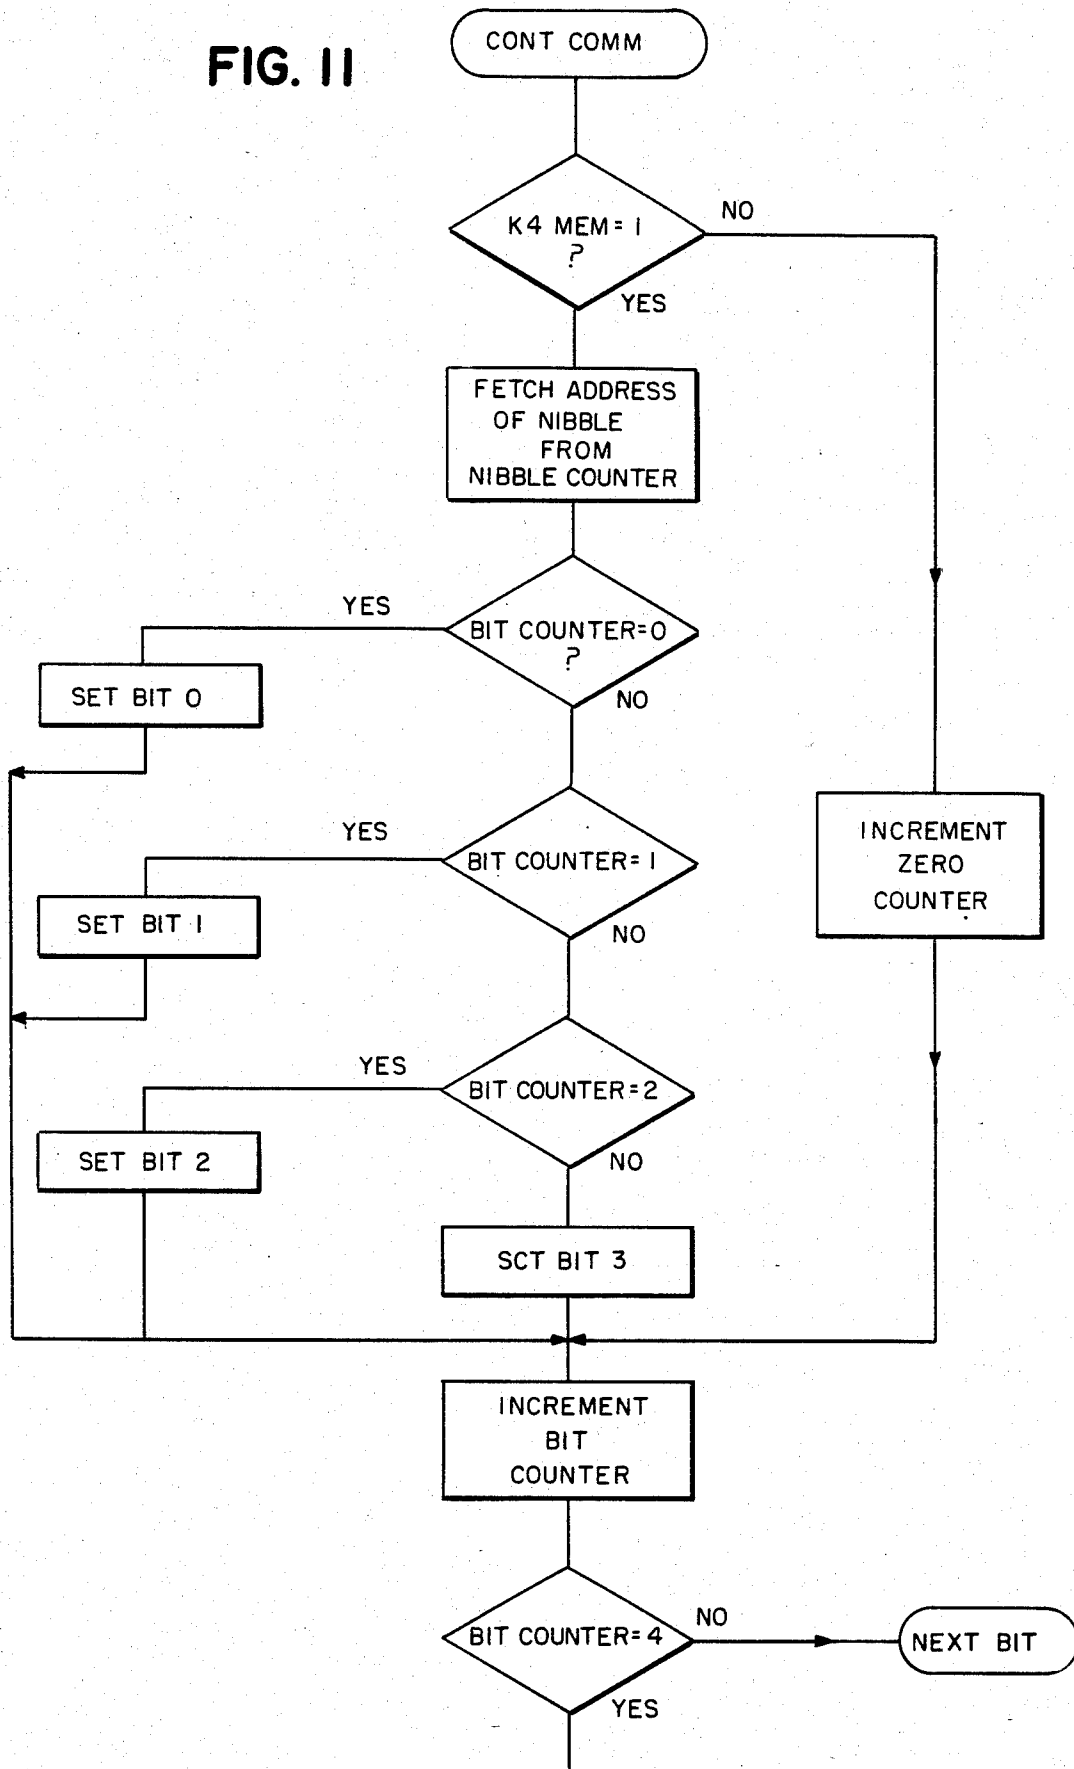 FIG. 11
CONT COMM
K4 MEM = 1
?
NO
YES
FETCH ADDRESS
OF NIBBLE
FROM
NIBBLE COUNTER
YES
BIT COUNTER=0
?
NO
SET BIT 0
YES
BIT COUNTER= 1
NO
SET BIT 1
INCREMENT
ZERO
COUNTER
YES
BIT COUNTER=2
NO
SET BIT 2
SCT BIT 3
INCREMENT
BIT
COUNTER
BIT COUNTER=4
NO
NEXT BIT
YES